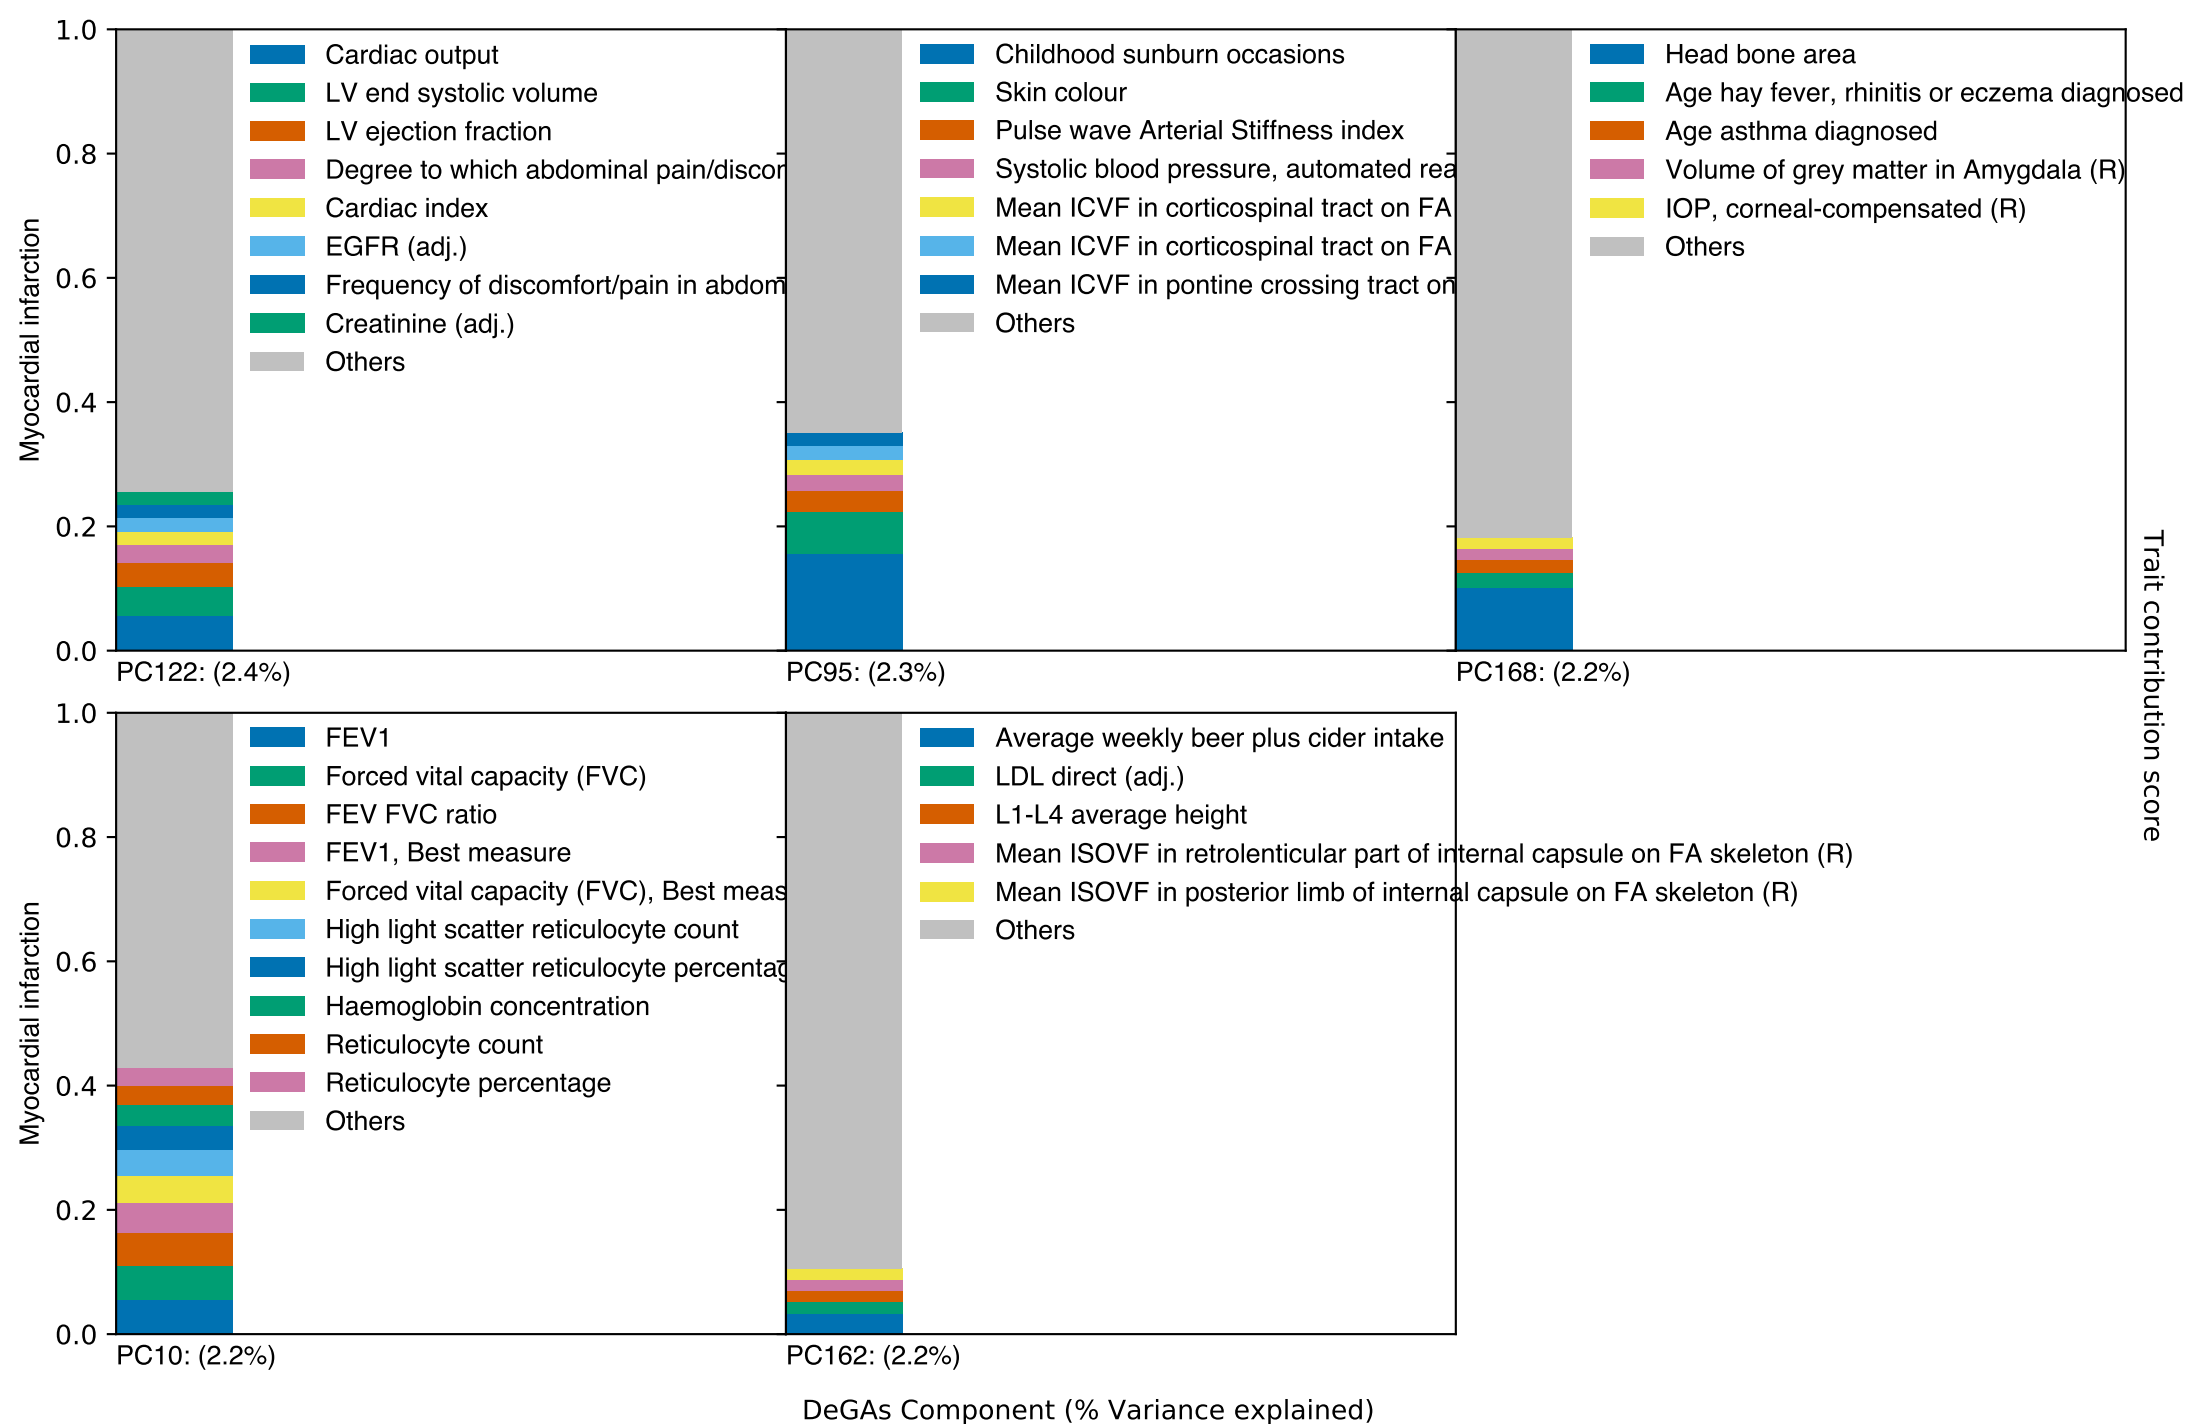 Myocardial infarction
1.0
0.8
0.6
0.4
0.2
0.0
Cardiac output
LV end systolic volume
LV ejection fraction
Degree to which abdominal pain/discor
Cardiac index
EGFR (adj.)
Frequency of discomfort/pain in abdom
Creatinine (adj.)
Others
PC122: (2.4%)
Childhood sunburn occasions
Skin colour
Pulse wave Arterial Stiffness index
Systolic blood pressure, automated rea
Mean ICVF in corticospinal tract on FA
Mean ICVF in corticospinal tract on FA
Mean ICVF in pontine crossing tract on
Others
PC95: (2.3%)
Head bone area
Age hay fever, rhinitis or eczema diagnosed
Age asthma diagnosed
Volume of grey matter in Amygdala (R)
IOP, corneal-compensated (R)
Others
PC168: (2.2%)
Trait contribution score
Myocardial infarction
1.0
0.8
0.6
0.4
0.2
0.0
FEV1
Forced vital capacity (FVC)
FEV FVC ratio
FEV1, Best measure
Forced vital capacity (FVC), Best meas
High light scatter reticulocyte count
High light scatter reticulocyte percentag
Haemoglobin concentration
Reticulocyte count
Reticulocyte percentage
Others
PC10: (2.2%)
Average weekly beer plus cider intake
LDL direct (adj.)
L1-L4 average height
Mean ISOVF in retrolenticular part of internal capsule on FA skeleton (R)
Mean ISOVF in posterior limb of internal capsule on FA skeleton (R)
Others
PC162: (2.2%)
DeGAs Component (% Variance explained)